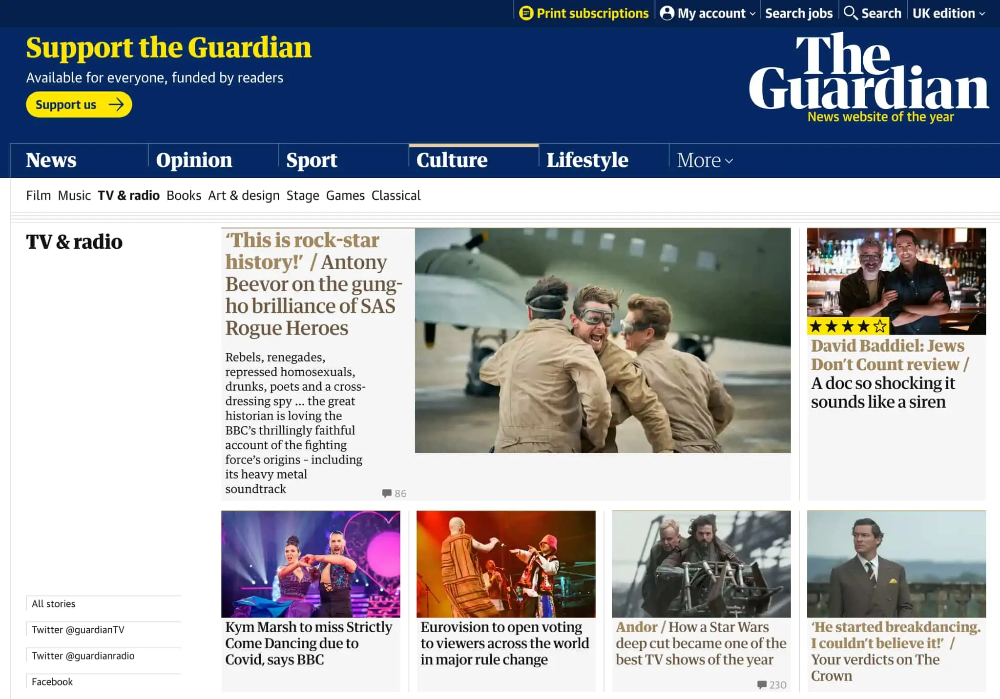 Print subscriptions
My account
Search jobs
Search
UK edition
Support the Guardian
Available for everyone, funded by readers
Support us
The
Guardian
News website of the year
News
Opinion
Sport
Culture
Lifestyle
More
Film Music TV & radio Books Art & design Stage Games Classical
TV & radio
‘This is rock-star
history!’ / Antony
Beevor on the gung-
ho brilliance of SAS
Rogue Heroes
Rebels, renegades,
repressed homosexuals,
drunks, poets and a cross-
dressing spy ... the great
historian is loving the
BBC’s thrillingly faithful
account of the fighting
force’s origins – including
its heavy metal
soundtrack
86
David Baddiel: Jews
Don’t Count review /
A doc so shocking it
sounds like a siren
All stories
Twitter @guardianTV
Twitter @guardianradio
Facebook
Kym Marsh to miss Strictly
Come Dancing due to
Covid, says BBC
Eurovision to open voting
to viewers across the world
in major rule change
Andor / How a Star Wars
deep cut became one of the
best TV shows of the year
230
‘He started breakdancing.
I couldn’t believe it!’ /
Your verdicts on The
Crown